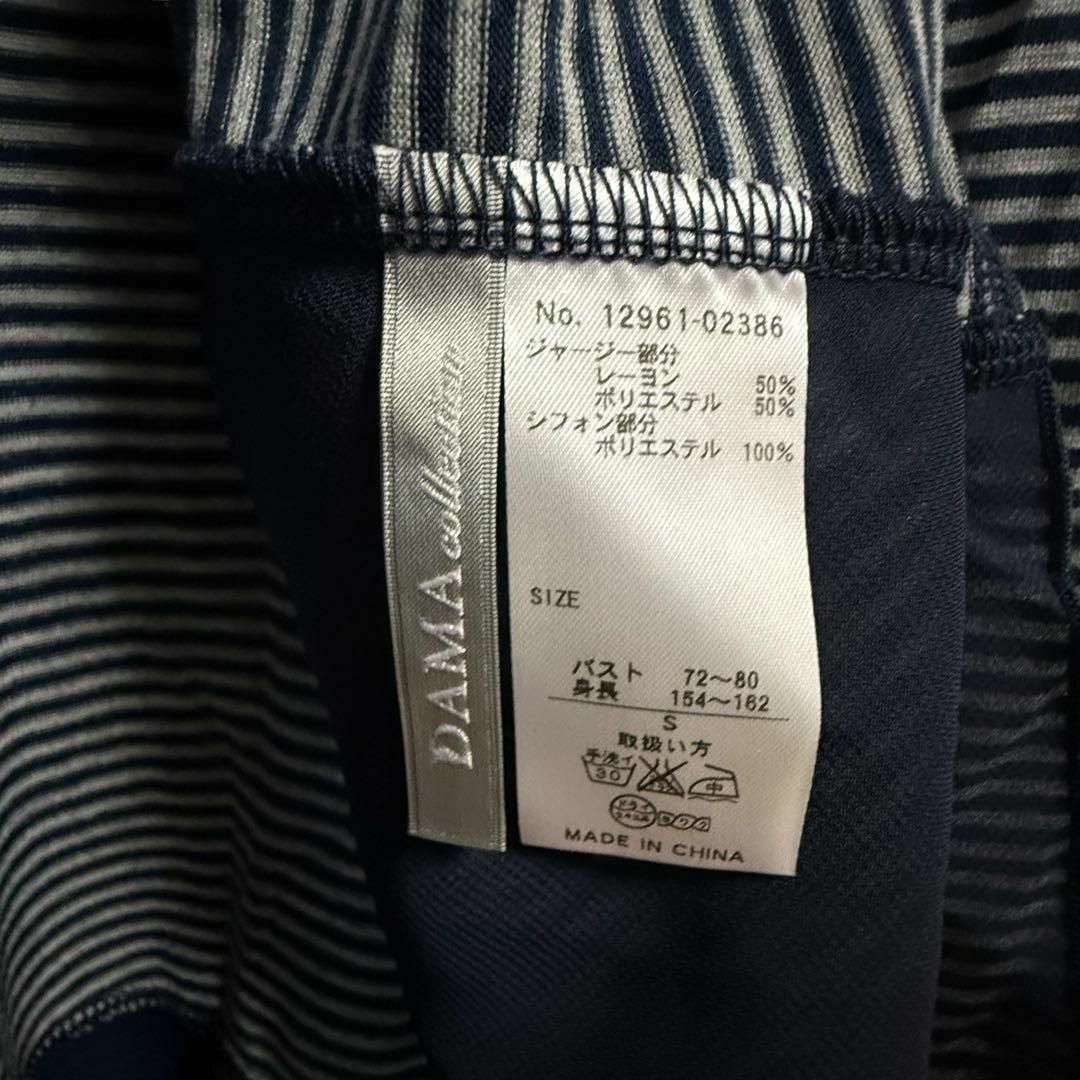 DAMA collection
No. 12961-02386
ジャージー部分
レーヨン 50%
ポリエステル 50%
シフォン部分
ポリエステル 100%
SIZE
バスト 72〜80
身長 154〜162
S
取扱い方
手洗イ
30
中
ドライ
MADE IN CHINA